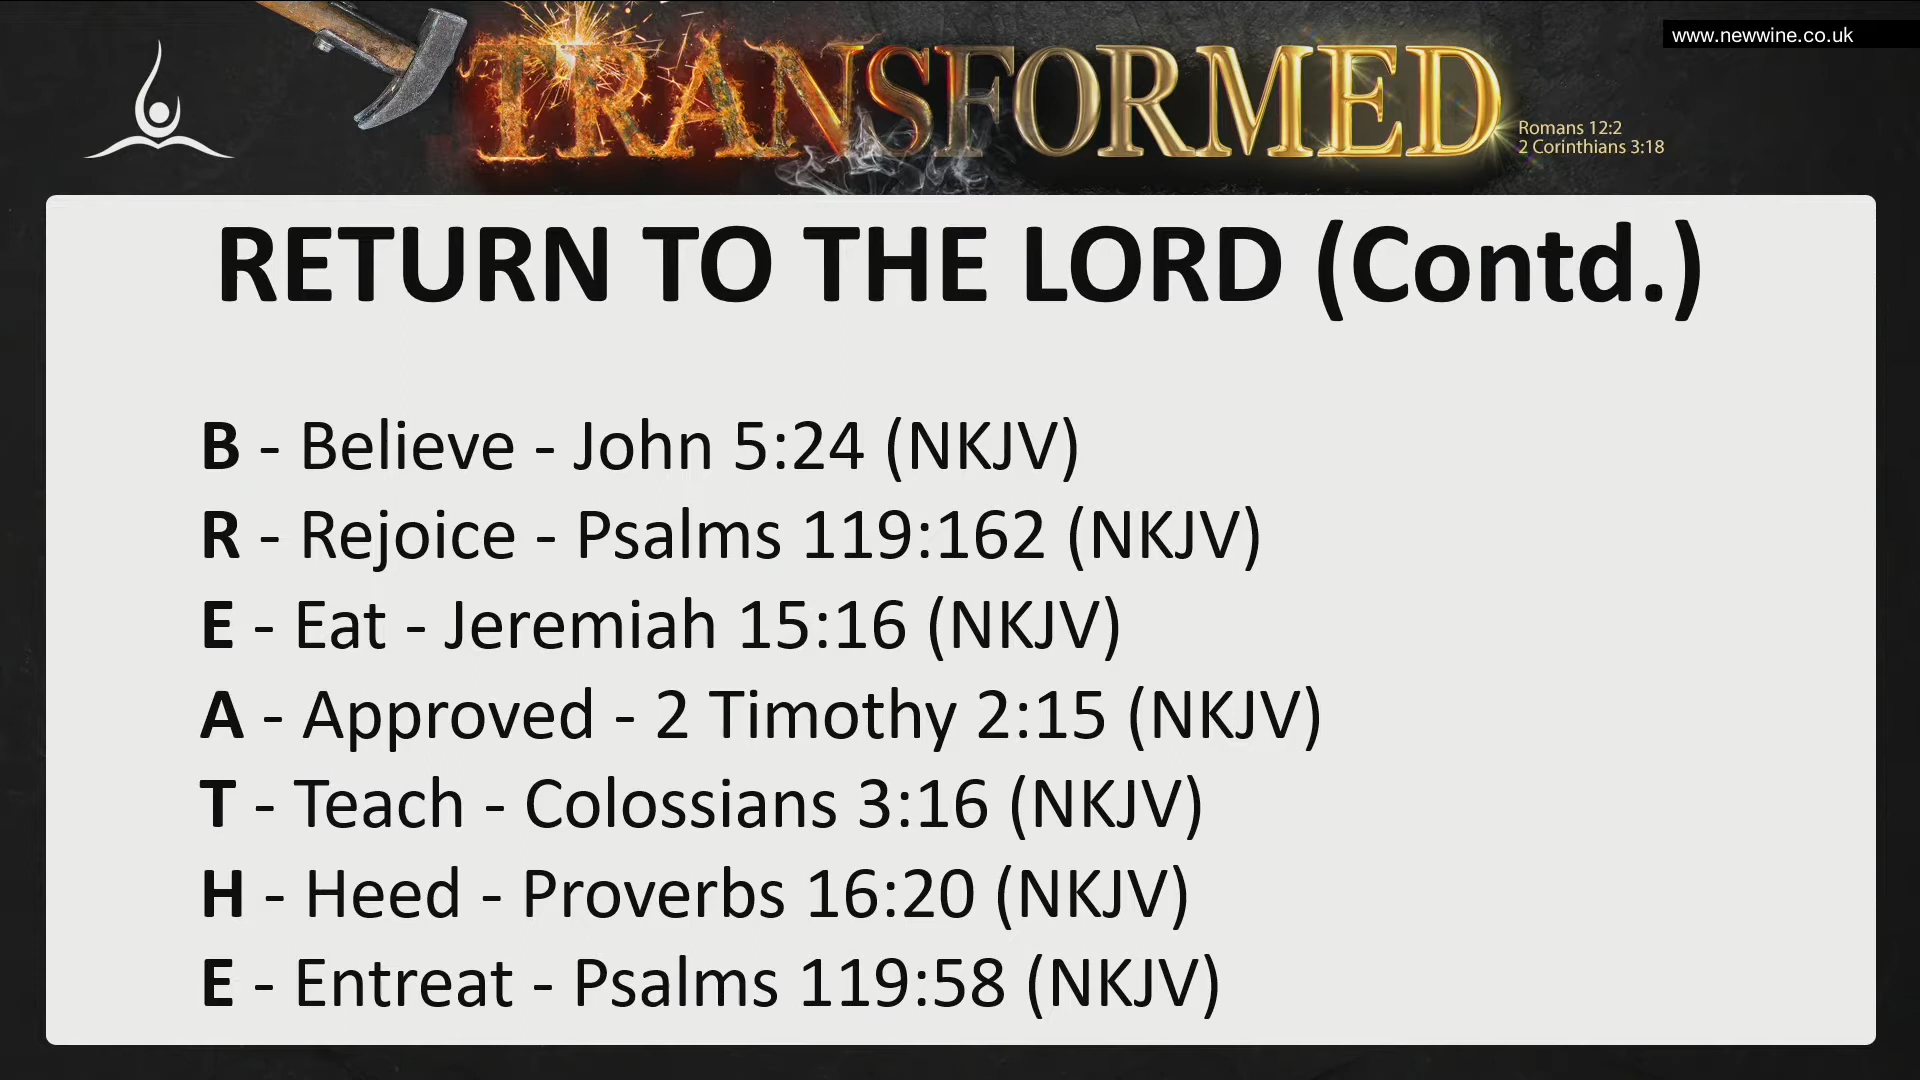 TRANSFORMED
www.newwine.co.uk
Romans 12:2
2 Corinthians 3:18
RETURN TO THE LORD (Contd.)
B - Believe - John 5:24 (NKJV)
R - Rejoice - Psalms 119:162 (NKJV)
E - Eat - Jeremiah 15:16 (NKJV)
A - Approved - 2 Timothy 2:15 (NKJV)
T - Teach - Colossians 3:16 (NKJV)
H - Heed - Proverbs 16:20 (NKJV)
E - Entreat - Psalms 119:58 (NKJV)